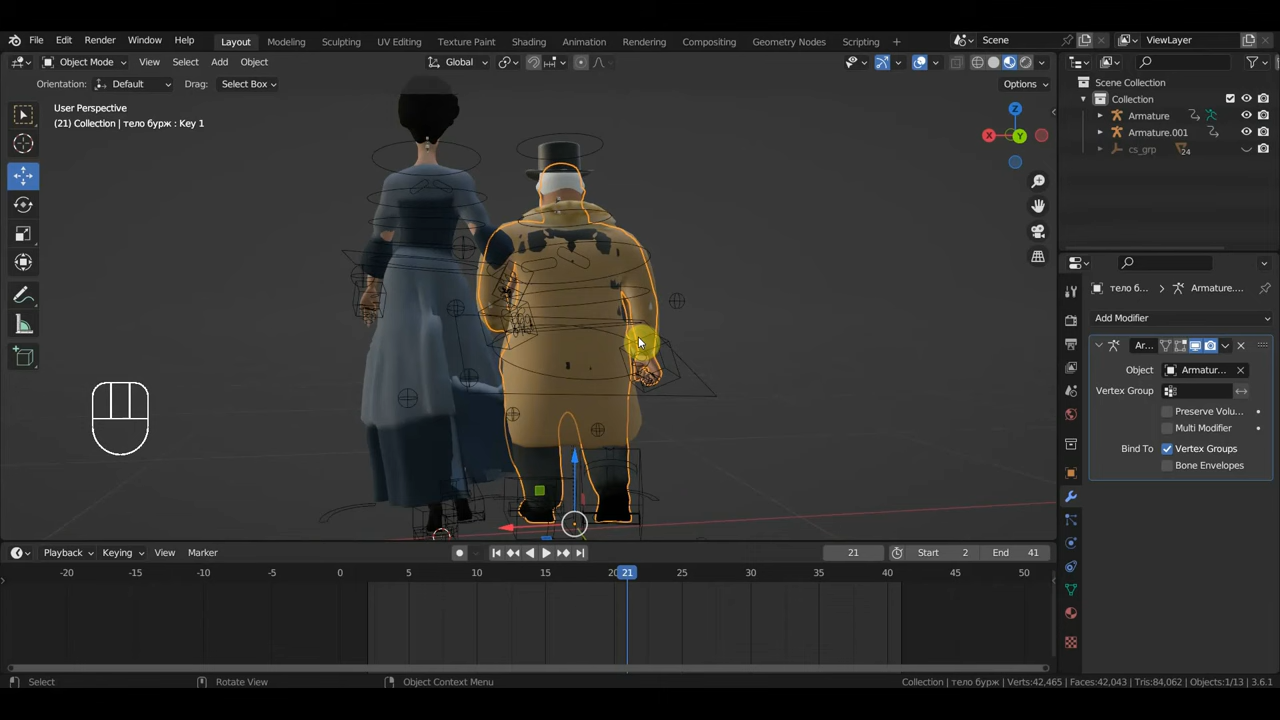 File Edit Render Window Help Layout Modeling Sculpting UV Editing Texture Paint Shading Animation Rendering Compositing Geometry Nodes Scripting Scene ViewLayer
Object Mode View Select Add Object Global
Orientation: Default Drag: Select Box Options
User Perspective
(21) Collection | тело бурж : Key 1
Z
X
Y
Scene Collection
Collection
Armature
Armature.001
cs_grp 24
тело б... Armature...
Add Modifier
Ar...
Object Armatur...
Vertex Group
Preserve Volu...
Multi Modifier
Bind To Vertex Groups
Bone Envelopes
Playback Keying View Marker 21 Start 2 End 41
-20 -15 -10 -5 0 5 10 15 20 21 25 30 35 40 45 50
Select Rotate View Object Context Menu Collection | тело бурж | Verts:42,465 | Faces:42,043 | Tris:84,062 | Objects:1/13 | 3.6.1